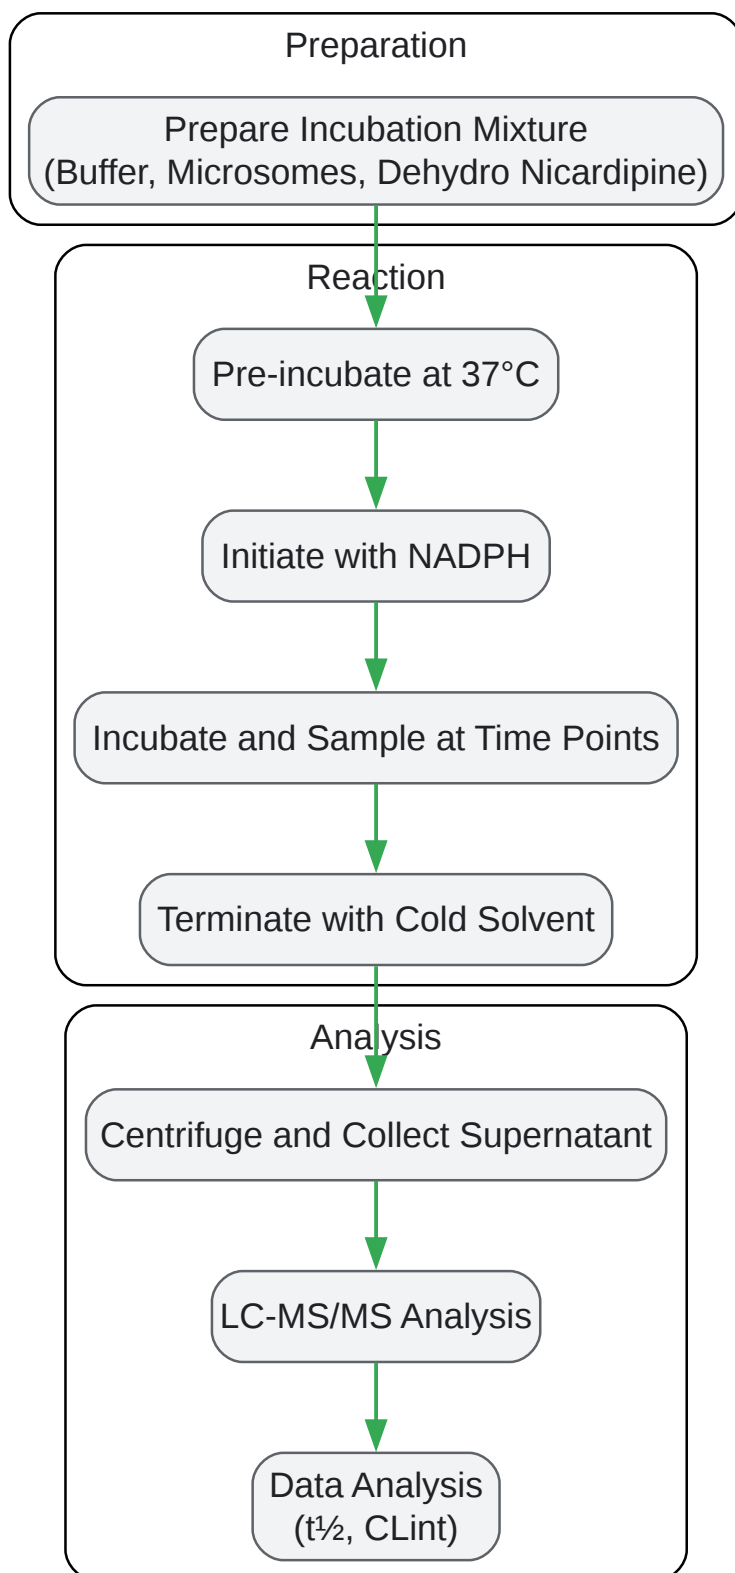 Preparation
Prepare Incubation Mixture
(Buffer, Microsomes, Dehydro Nicardipine)
Reaction
Pre-incubate at 37°C
Initiate with NADPH
Incubate and Sample at Time Points
Terminate with Cold Solvent
Analysis
Centrifuge and Collect Supernatant
LC-MS/MS Analysis
Data Analysis
(t½, CLint)